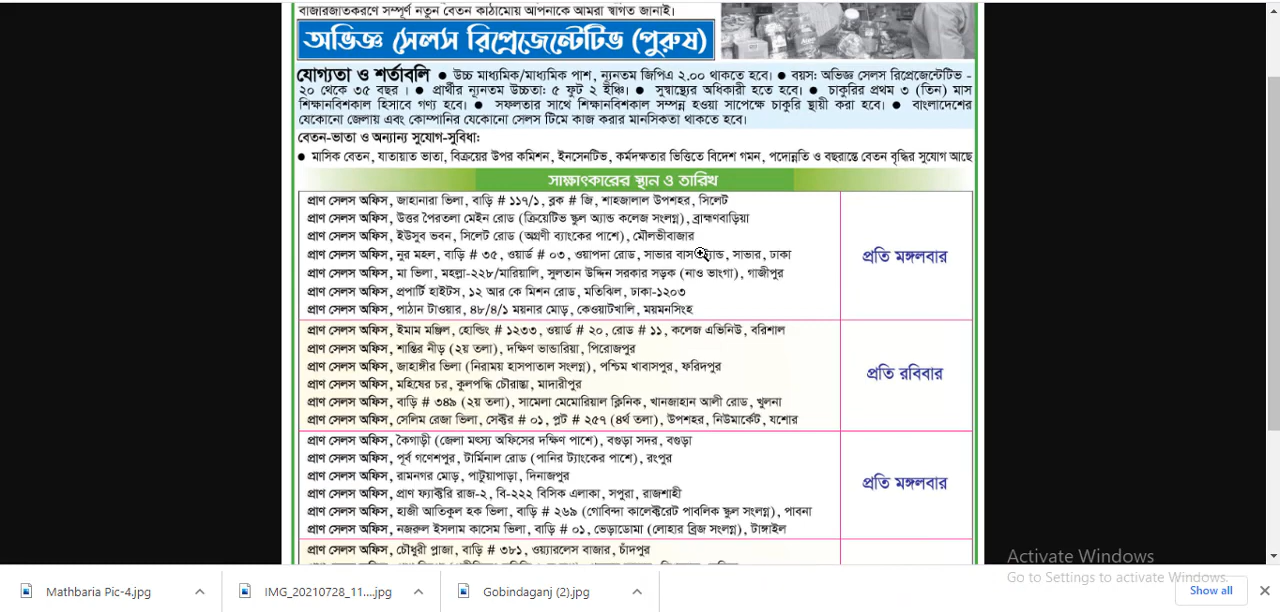 বাজারজাতকরণে সম্পূর্ণ নতুন বেতন কাঠামোয় আপনাকে আমরা স্বাগত জানাই।
অভিজ্ঞ সেলস রিপ্রেজেন্টেটিভ (পুরুষ)
যোগ্যতা ও শর্তাবলি ● উচ্চ মাধ্যমিক/মাধ্যমিক পাশ, ন্যূনতম জিপিএ ২.০০ থাকতে হবে। ● বয়স: অভিজ্ঞ সেলস রিপ্রেজেন্টেটিভ -
২০ থেকে ৩৫ বছর। ● প্রার্থীর ন্যূনতম উচ্চতা: ৫ ফুট ২ ইঞ্চি। ● সুস্বাস্থ্যের অধিকারী হতে হবে। ● চাকুরির প্রথম ৩ (তিন) মাস
শিক্ষানবিশকাল হিসাবে গণ্য হবে। ● সফলতার সাথে শিক্ষানবিশকাল সম্পন্ন হওয়া সাপেক্ষে চাকুরি স্থায়ী করা হবে। ● বাংলাদেশের
যেকোনো জেলায় এবং কোম্পানির যেকোনো সেলস টিমে কাজ করার মানসিকতা থাকতে হবে।
বেতন-ভাতা ও অন্যান্য সুযোগ-সুবিধা:
● মাসিক বেতন, যাতায়াত ভাতা, বিক্রয়ের উপর কমিশন, ইনসেনটিভ, কর্মদক্ষতার ভিত্তিতে বিদেশ গমন, পদোন্নতি ও বছরান্তে বেতন বৃদ্ধির সুযোগ আছে
সাক্ষাৎকারের স্থান ও তারিখ
প্রাণ সেলস অফিস, জাহানারা ভিলা, বাড়ি # ১১৭/১, ব্লক # জি, শাহজালাল উপশহর, সিলেট
প্রাণ সেলস অফিস, উত্তর পৈরতলা মেইন রোড (ক্রিয়েটিভ স্কুল অ্যান্ড কলেজ সংলগ্ন), ব্রাহ্মণবাড়িয়া
প্রাণ সেলস অফিস, ইউসুব ভবন, সিলেট রোড (অগ্রণী ব্যাংকের পাশে), মৌলভীবাজার
প্রাণ সেলস অফিস, নুর মহল, বাড়ি # ৩৫, ওয়ার্ড # ০৩, ওয়াপদা রোড, সাভার, ঢাকা
প্রাণ সেলস অফিস, মা ভিলা, মহল্লা-২২৮/মারিয়ালি, সুলতান উদ্দিন সরকার সড়ক (নাও ভাংগা), গাজীপুর
প্রাণ সেলস অফিস, প্রপার্টি হাইটস, ১২ আর কে মিশন রোড, মতিঝিল, ঢাকা-১২০৩
প্রাণ সেলস অফিস, পাঠান টাওয়ার, ৪৮/৪/১ ময়নার মোড়, কেওয়াটখালি, ময়মনসিংহ
প্রতি মঙ্গলবার
প্রাণ সেলস অফিস, ইমাম মঞ্জিল, হোল্ডিং # ১২৩৩, ওয়ার্ড # ২০, রোড # ১১, কলেজ এভিনিউ, বরিশাল
প্রাণ সেলস অফিস, শান্তির নীড় (২য় তলা), দক্ষিণ ভান্ডারিয়া, পিরোজপুর
প্রাণ সেলস অফিস, জাহাঙ্গীর ভিলা (নিরাময় হাসপাতাল সংলগ্ন), পশ্চিম খাবাসপুর, ফরিদপুর
প্রাণ সেলস অফিস, মহিষের চর, কুলপদ্ধি চৌরাস্তা, মাদারীপুর
প্রাণ সেলস অফিস, বাড়ি # ৩৪৯ (২য় তলা), সামেলা মেমোরিয়াল ক্লিনিক, খানজাহান আলী রোড, খুলনা
প্রাণ সেলস অফিস, সেলিম রেজা ভিলা, সেক্টর # ০১, প্লট # ২৫৭ (৪র্থ তলা), উপশহর, নিউমার্কেট, যশোর
প্রতি রবিবার
প্রাণ সেলস অফিস, কৈগাড়ী (জেলা মৎস্য অফিসের দক্ষিণ পাশে), বগুড়া সদর, বগুড়া
প্রাণ সেলস অফিস, পূর্ব গণেশপুর, টার্মিনাল রোড (পানির ট্যাংকের পাশে), রংপুর
প্রাণ সেলস অফিস, রামনগর মোড়, পাটুয়াপাড়া, দিনাজপুর
প্রাণ সেলস অফিস, প্রাণ ফ্যাক্টরি রাজ-২, বি-২২২ বিসিক এলাকা, সপুরা, রাজশাহী
প্রাণ সেলস অফিস, হাজী আতিকুল হক ভিলা, বাড়ি # ২৬৯ (গোবিন্দা কালেক্টরেট পাবলিক স্কুল সংলগ্ন), পাবনা
প্রাণ সেলস অফিস, নজরুল ইসলাম কাসেম ভিলা, বাড়ি # ০১, ভেড়াডোমা (লোহার ব্রিজ সংলগ্ন), টাঙ্গাইল
প্রতি মঙ্গলবার
প্রাণ সেলস অফিস, চৌধুরী প্লাজা, বাড়ি # ৩৮১, ওয়্যারলেস বাজার, চাঁদপুর
Activate Windows
Go to Settings to activate Windows.
Mathbaria Pic-4.jpg
IMG_20210728_11....jpg
Gobindaganj (2).jpg
Show all